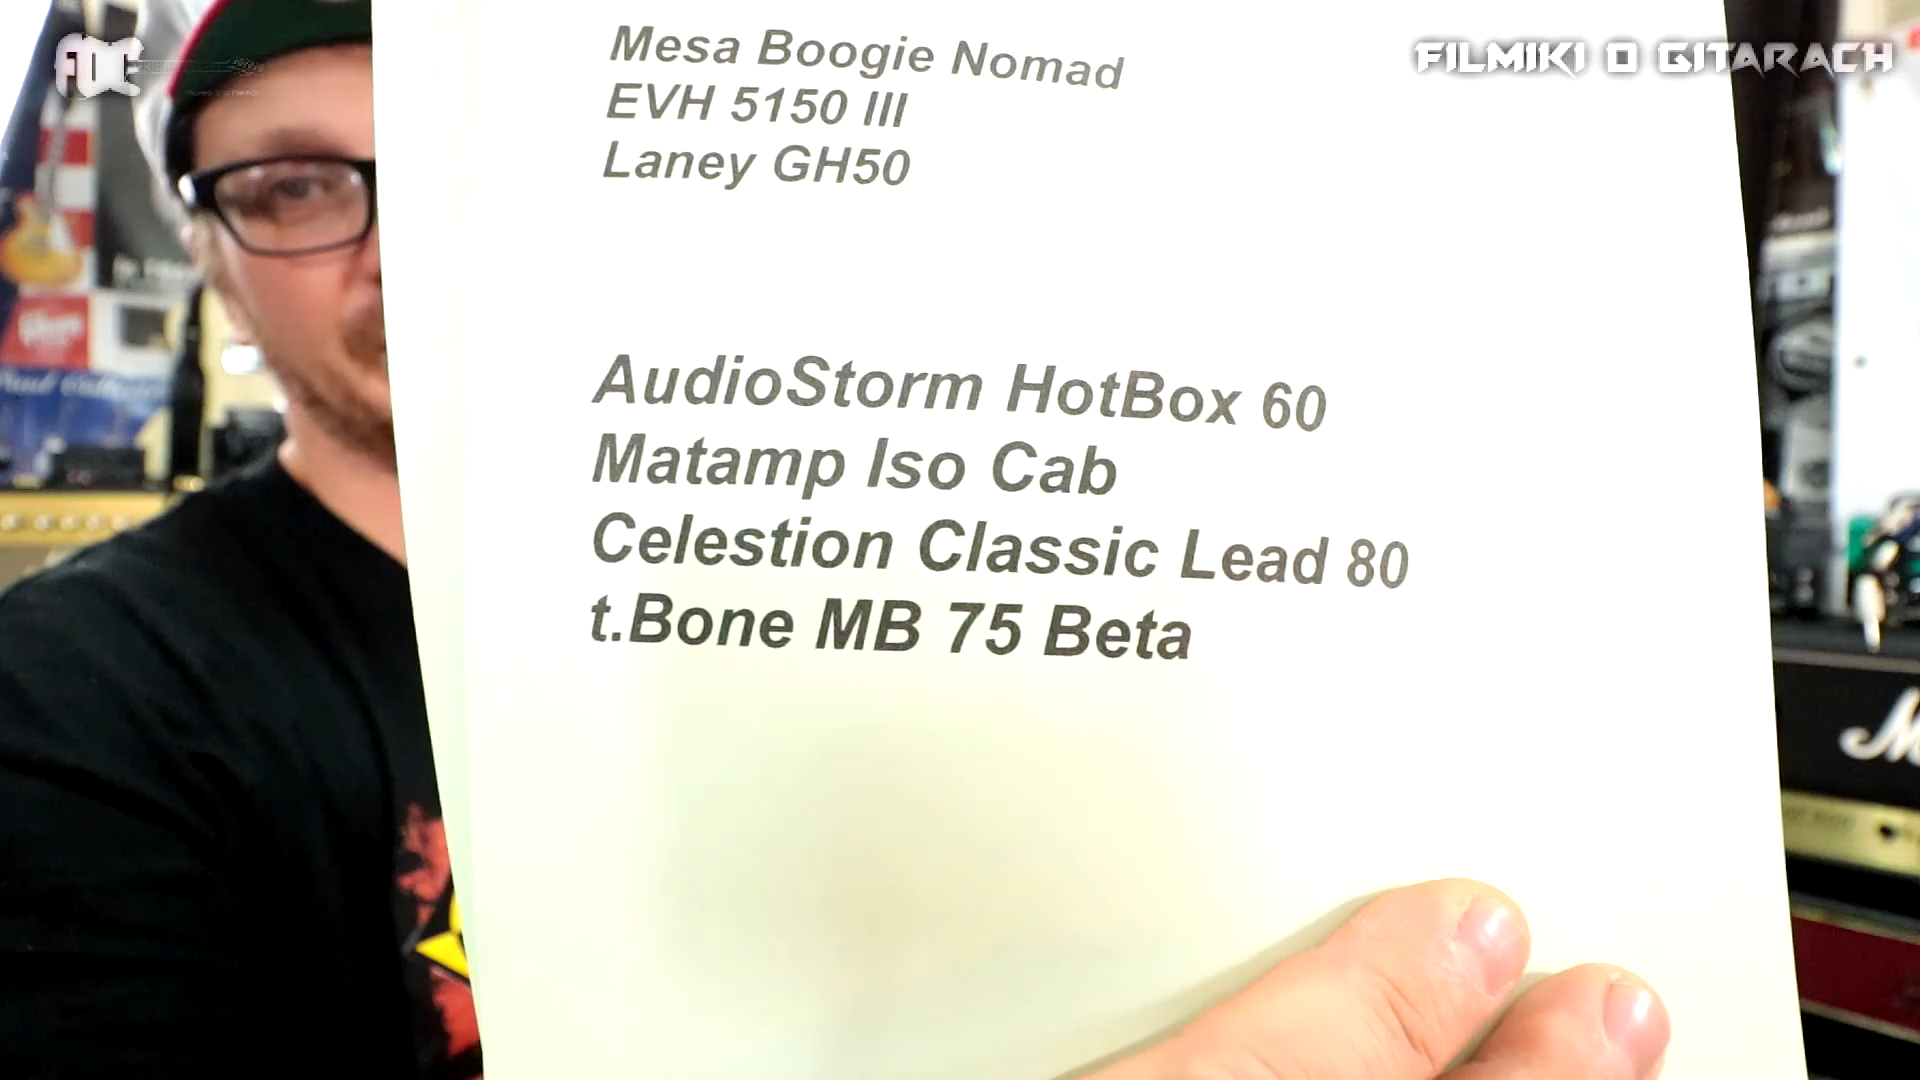 FILMIKI O GITARACH
Mesa Boogie Nomad
EVH 5150 III
Laney GH50
AudioStorm HotBox 60
Matamp Iso Cab
Celestion Classic Lead 80
t.Bone MB 75 Beta